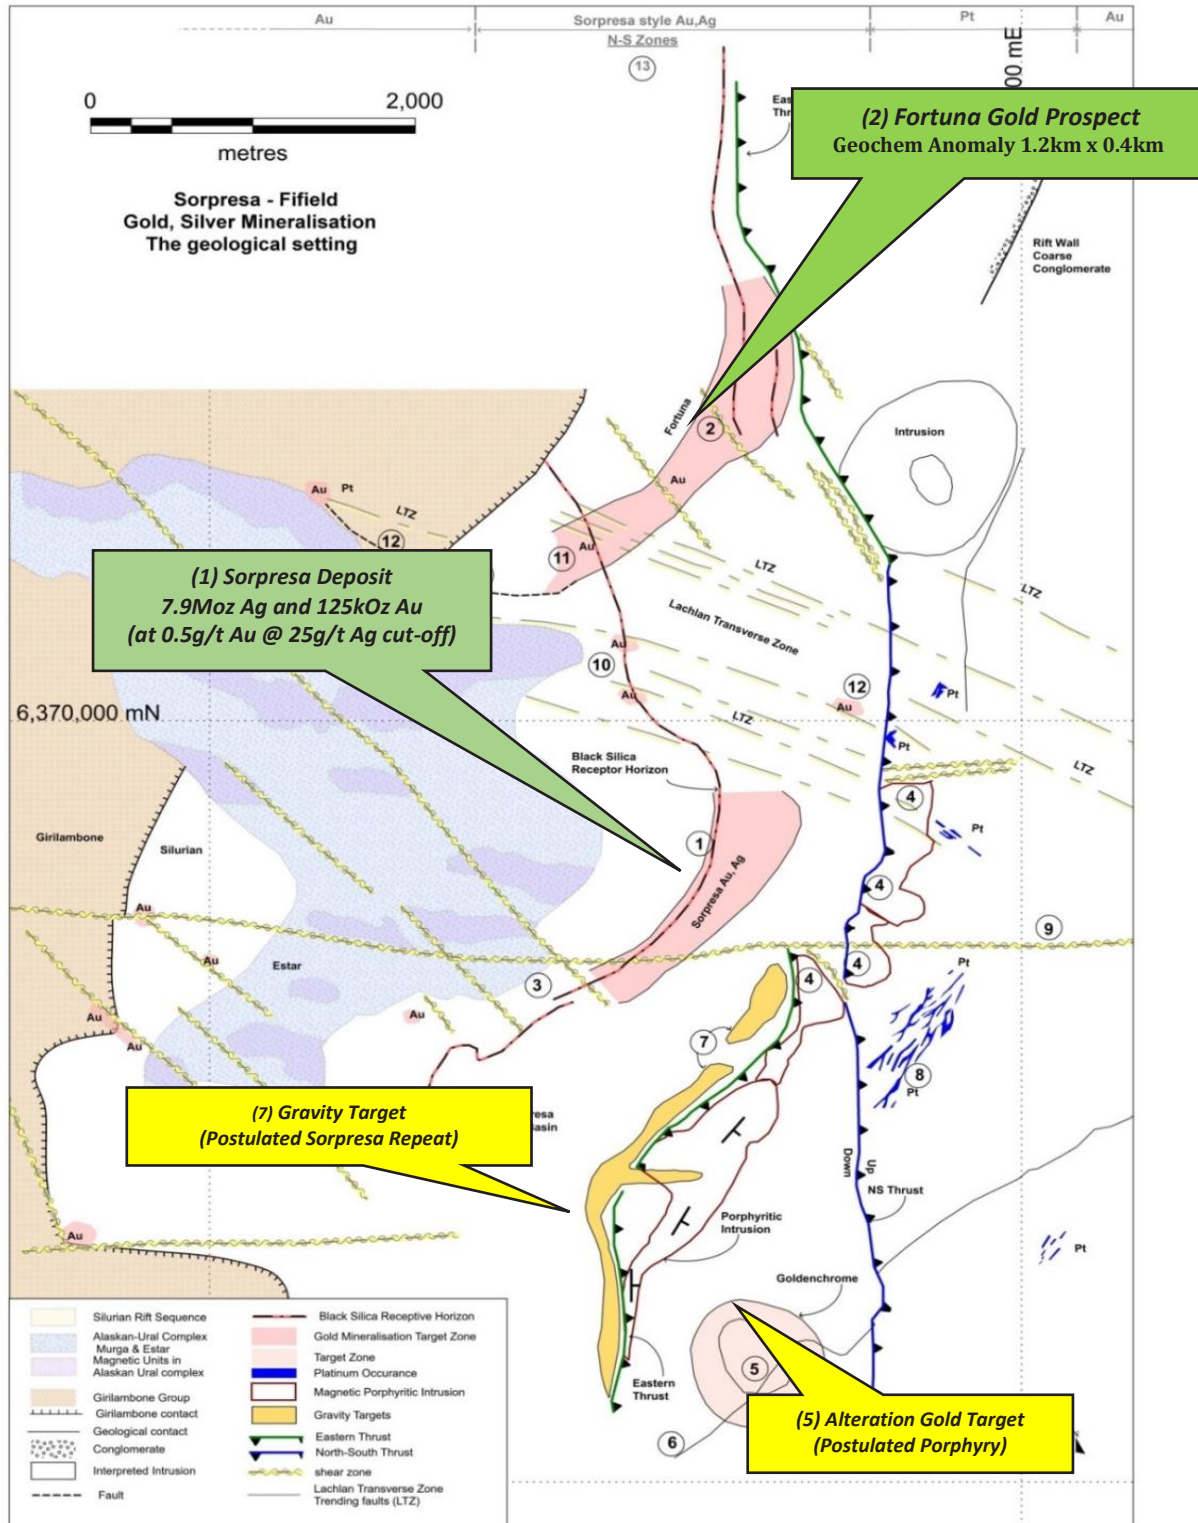 Au
Sorpresa style Au,Ag
Pt
Au
N-S Zones
13
0
2,000
metres
Sorpresa - Fifield
Gold, Silver Mineralisation
The geological setting
00 mE
(2) Fortuna Gold Prospect
Geochem Anomaly 1.2km x 0.4km
Rift Wall
Coarse
Conglomerate
Fortuna
2
Intrusion
Au
Au
Pt
LTZ
12
Au
11
LTZ
LTZ
Lachlan Transverse Zone
(1) Sorpresa Deposit
7.9Moz Ag and 125kOz Au
(at 0.5g/t Au @ 25g/t Ag cut-off)
Au
10
Au
12
Au
Pt
6,370,000 mN
LTZ
Pt
LTZ
Black Silica
Receptor Horizon
4
Pt
Girilambone
Silurian
1
Sorpresa Au, Ag
4
Au
9
Au
Estar
3
4
4
Pt
Au
Au
Au
7
8
Pt
(7) Gravity Target
(Postulated Sorpresa Repeat)
Up
Down
NS Thrust
Porphyritic
Intrusion
Au
Pt
Goldenchrome
5
Eastern
Thrust
6
(5) Alteration Gold Target
(Postulated Porphyry)
Silurian Rift Sequence
Alaskan-Ural Complex
Murga & Estar
Magnetic Units in
Alaskan Ural complex
Girilambone Group
Girilambone contact
Geological contact
Conglomerate
Interpreted Intrusion
Fault
Black Silica Receptive Horizon
Gold Mineralisation Target Zone
Target Zone
Platinum Occurance
Magnetic Porphyritic Intrusion
Gravity Targets
Eastern Thrust
North-South Thrust
shear zone
Lachlan Transverse Zone
Trending faults (LTZ)